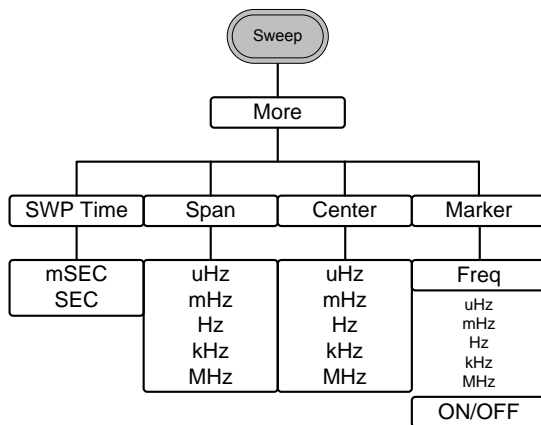 Sweep
More
SWP Time
Span
Center
Marker
mSEC
SEC
uHz
mHz
Hz
kHz
MHz
uHz
mHz
Hz
kHz
MHz
Freq
uHz
mHz
Hz
kHz
MHz
ON/OFF